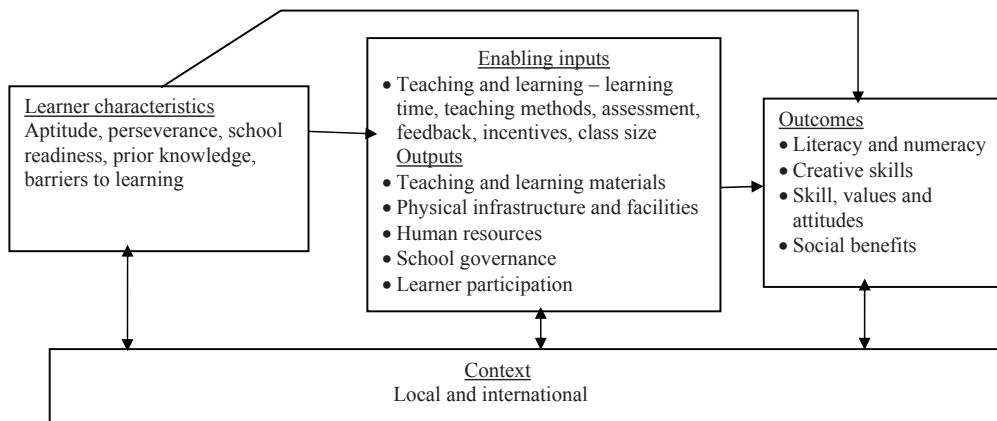 Learner characteristics
Aptitude, perseverance, school
readiness, prior knowledge,
barriers to learning
Enabling inputs
• Teaching and learning – learning
time, teaching methods, assessment,
feedback, incentives, class size
Outputs
• Teaching and learning materials
• Physical infrastructure and facilities
• Human resources
• School governance
• Learner participation
Outcomes
• Literacy and numeracy
• Creative skills
• Skill, values and
attitudes
• Social benefits
Context
Local and international